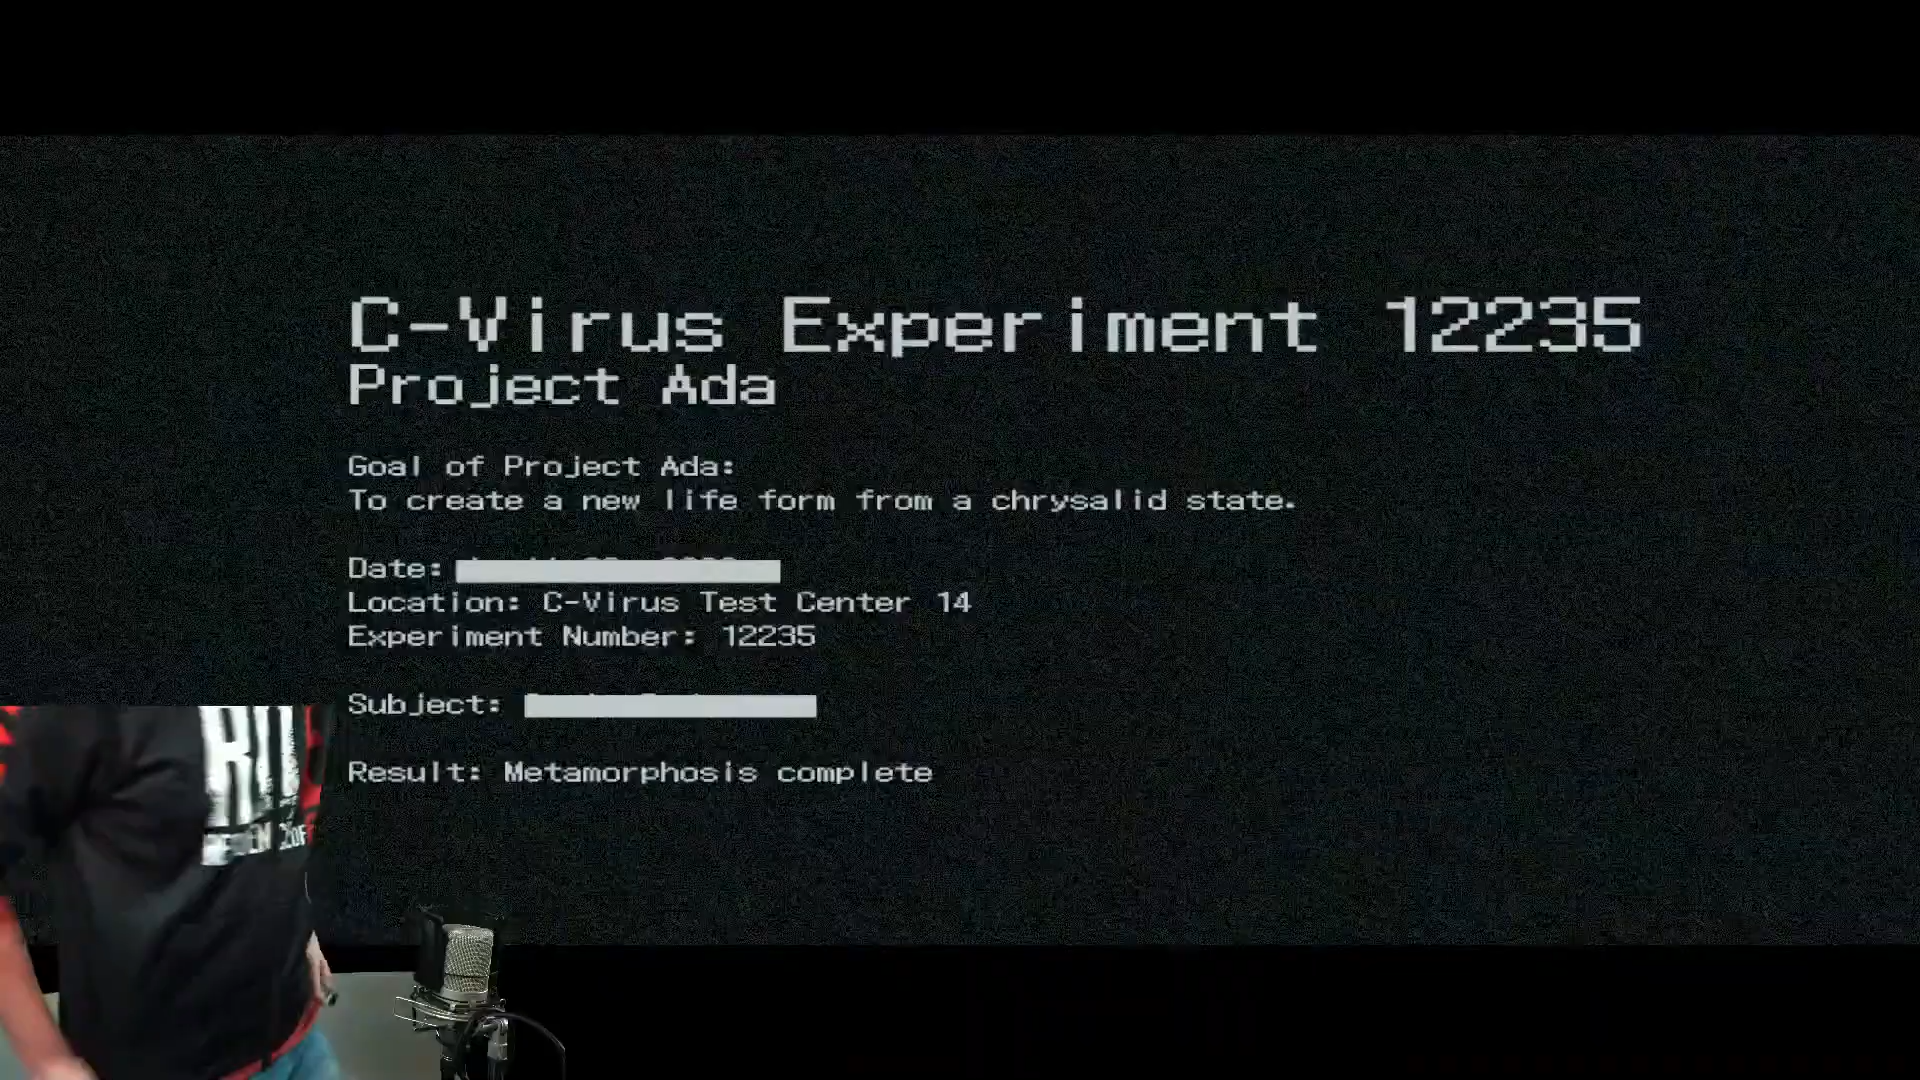 C-Virus Experiment 12235
Project Ada
Goal of Project Ada:
To create a new life form from a chrysalid state.
Date:
Location: C-Virus Test Center 14
Experiment Number: 12235
Subject:
Result: Metamorphosis complete